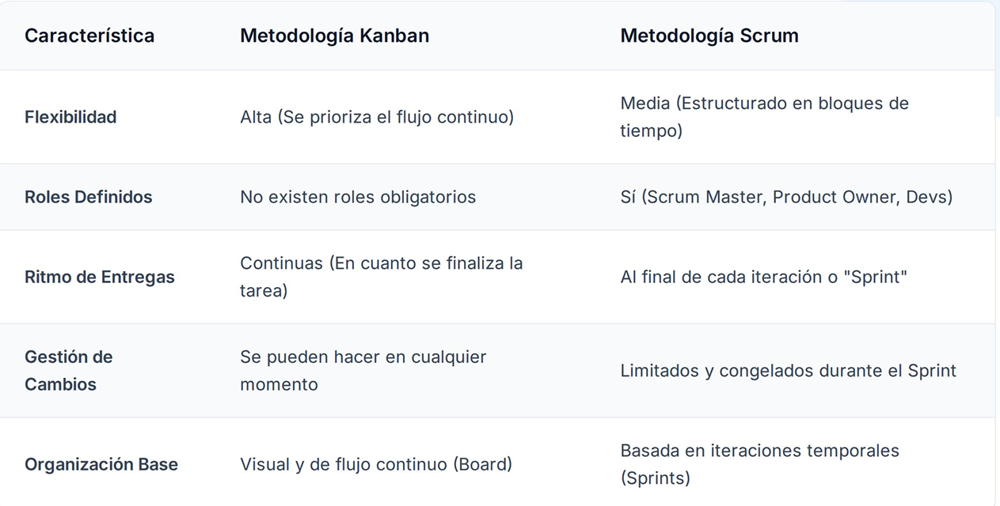 Característica
Metodología Kanban
Metodología Scrum
Flexibilidad
Alta (Se prioriza el flujo continuo)
Media (Estructurado en bloques de
tiempo)
Roles Definidos
No existen roles obligatorios
Sí (Scrum Master, Product Owner, Devs)
Ritmo de Entregas
Continuas (En cuanto se finaliza la
tarea)
Al final de cada iteración o "Sprint"
Gestión de
Cambios
Se pueden hacer en cualquier
momento
Limitados y congelados durante el Sprint
Organización Base
Visual y de flujo continuo (Board)
Basada en iteraciones temporales
(Sprints)